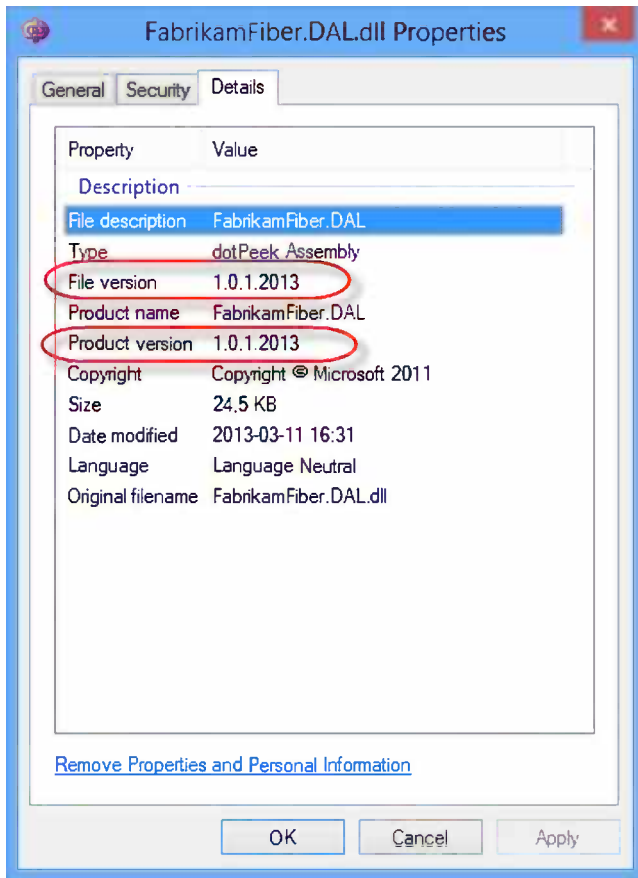 FabrikamFiber.DAL.dll Properties
General Security Details
Property Value
Description
File description FabrikamFiber.DAL
Type dotPeek Assembly
File version 1.0.1.2013
Product name FabrikamFiber.DAL
Product version 1.0.1.2013
Copyright Copyright © Microsoft 2011
Size 24,5 KB
Date modified 2013-03-11 16:31
Language Language Neutral
Original filename FabrikamFiber.DAL.dll
Remove Properties and Personal Information
OK Cancel Apply